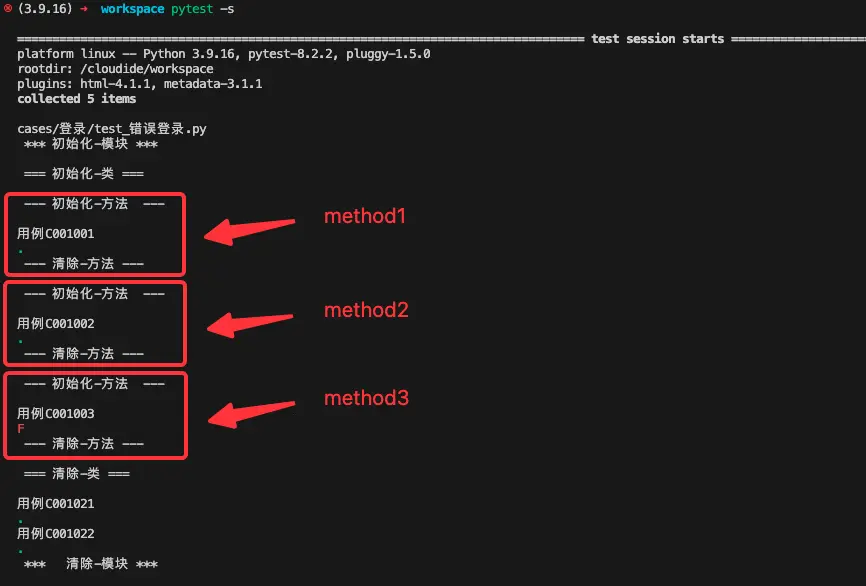 (3.9.16) → workspace pytest -s
test session starts
platform linux -- Python 3.9.16, pytest-8.2.2, pluggy-1.5.0
rootdir: /cloudide/workspace
plugins: html-4.1.1, metadata-3.1.1
collected 5 items
cases/登录/test_错误登录.py
*** 初始化-模块 ***
=== 初始化-类 ===
--- 初始化-方法  ---
method1
用例C001001
.
--- 清除-方法 ---
--- 初始化-方法  ---
method2
用例C001002
.
--- 清除-方法 ---
--- 初始化-方法  ---
method3
用例C001003
F
--- 清除-方法 ---
=== 清除-类 ===
用例C001021
.
用例C001022
.
***   清除-模块 ***